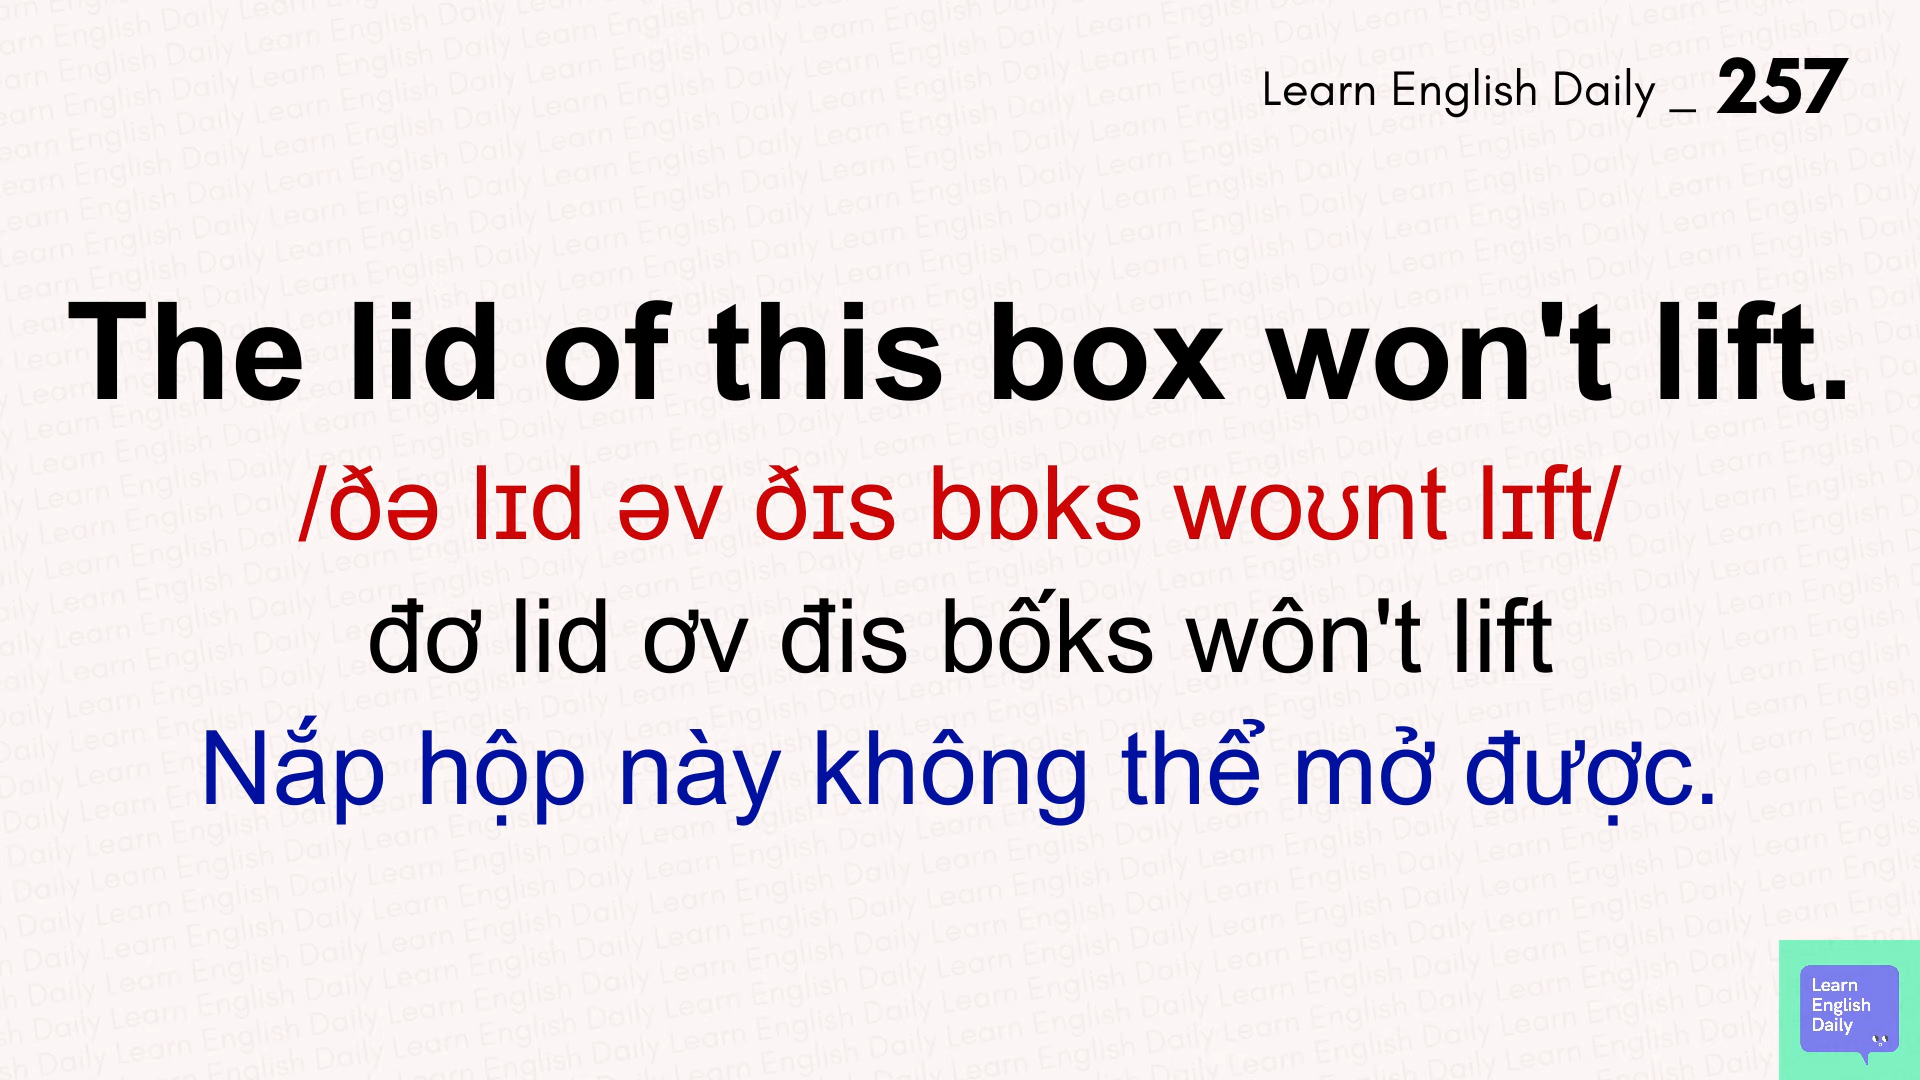 Learn English Daily _ 257
The lid of this box won't lift.
/ðə lɪd əv ðɪs bɒks woʊnt lɪft/
đơ lid ơv đis bốks wôn't lift
Nắp hộp này không thể mở được.
Learn
English
Daily